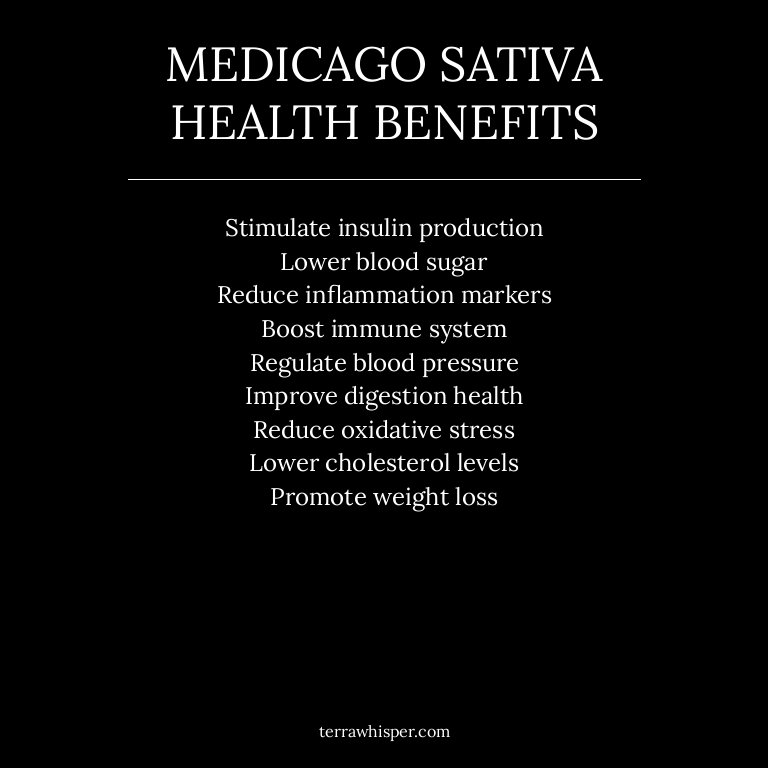 MEDICAGO SATIVA
HEALTH BENEFITS
Stimulate insulin production
Lower blood sugar
Reduce inflammation markers
Boost immune system
Regulate blood pressure
Improve digestion health
Reduce oxidative stress
Lower cholesterol levels
Promote weight loss
terrawhisper.com